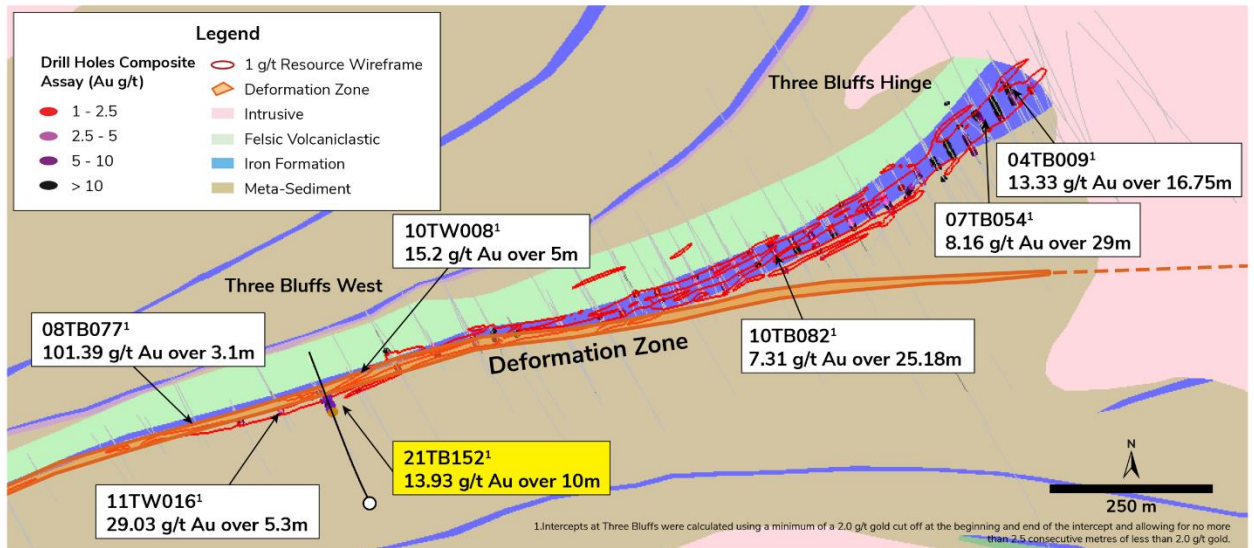 Legend
Drill Holes Composite
Assay (Au g/t)
1 - 2.5
2.5 - 5
5 - 10
> 10
1 g/t Resource Wireframe
Deformation Zone
Intrusive
Felsic Volcaniclastic
Iron Formation
Meta-Sediment
Three Bluffs Hinge
04TB009¹
13.33 g/t Au over 16.75m
07TB054¹
8.16 g/t Au over 29m
10TW008¹
15.2 g/t Au over 5m
Three Bluffs West
08TB077¹
101.39 g/t Au over 3.1m
10TB082¹
7.31 g/t Au over 25.18m
Deformation Zone
21TB152¹
13.93 g/t Au over 10m
11TW016¹
29.03 g/t Au over 5.3m
N
250 m
1.Intercepts at Three Bluffs were calculated using a minimum of a 2.0 g/t gold cut off at the beginning and end of the intercept and allowing for no more
than 2.5 consecutive metres of less than 2.0 g/t gold.